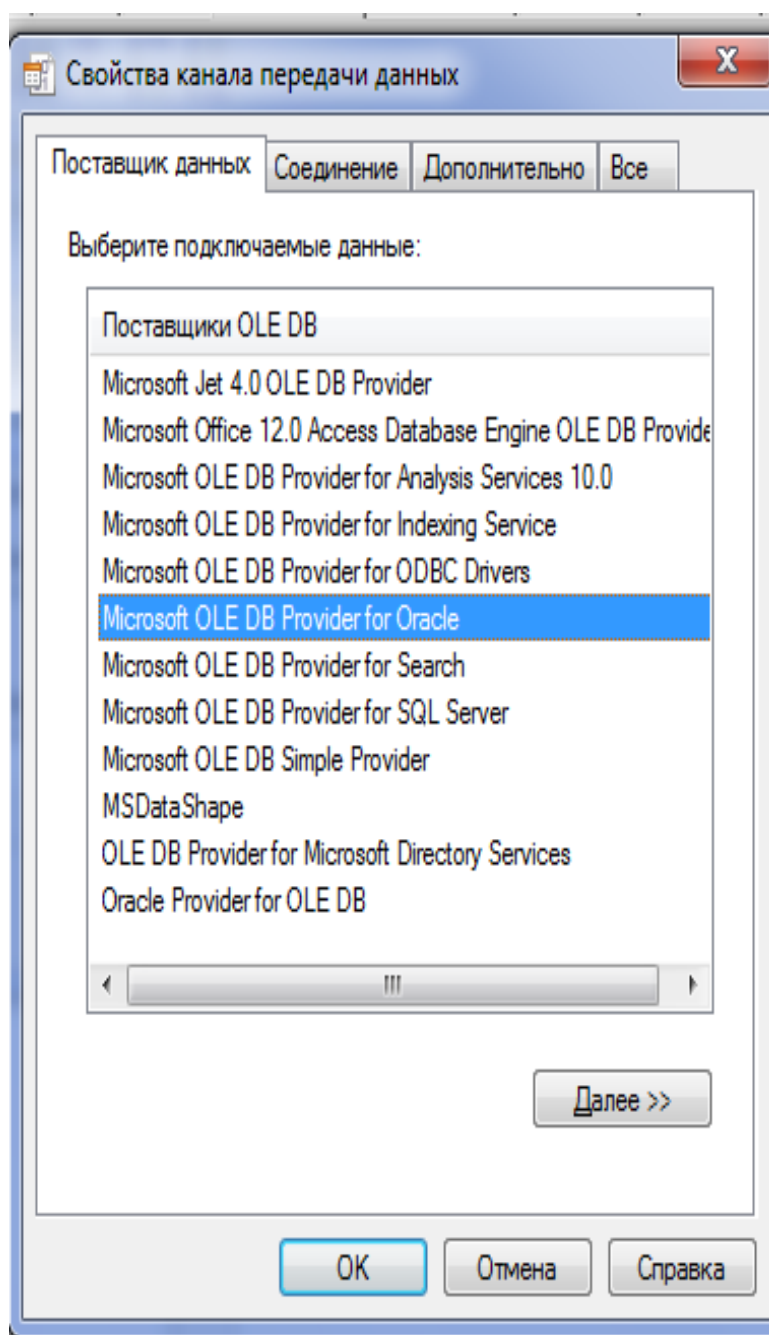 Свойства канала передачи данных
X
Поставщик данных Соединение Дополнительно Все
Выберите подключаемые данные:
Поставщики OLE DB
Microsoft Jet 4.0 OLE DB Provider
Microsoft Office 12.0 Access Database Engine OLE DB Provide
Microsoft OLE DB Provider for Analysis Services 10.0
Microsoft OLE DB Provider for Indexing Service
Microsoft OLE DB Provider for ODBC Drivers
Microsoft OLE DB Provider for Oracle
Microsoft OLE DB Provider for Search
Microsoft OLE DB Provider for SQL Server
Microsoft OLE DB Simple Provider
MSDataShape
OLE DB Provider for Microsoft Directory Services
Oracle Provider for OLE DB
Далее >>
OK Отмена Справка